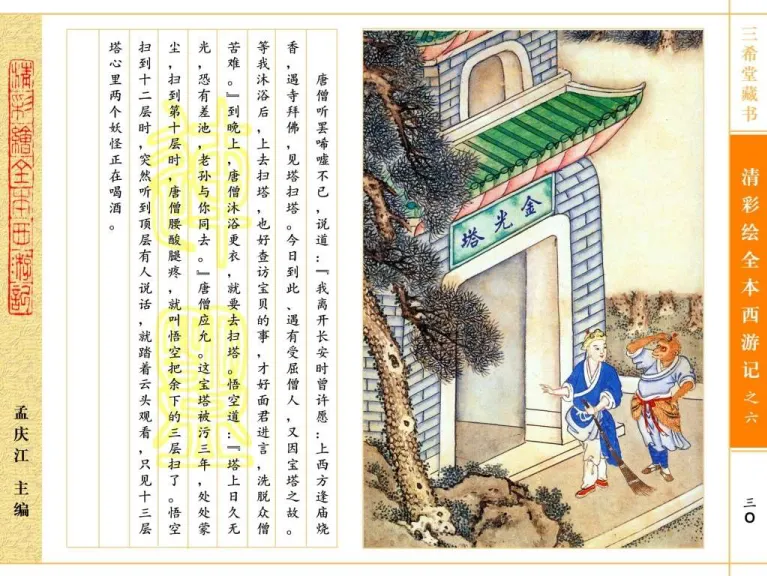 三希堂藏书
清彩绘全本西游记之六
三〇
金光塔
唐僧听罢唏嘘不已，说道：『我离开长安时曾许愿：上西方逢庙烧
香，遇寺拜佛，见塔扫塔。今日到此、遇有受屈僧人，又因宝塔之故。
等我沐浴后，上去扫塔，也好查访宝贝的事，才好面君进言，洗脱众僧
苦难。』到晚上，唐僧沐浴更衣，就要去扫塔。悟空道：『塔上日久无
光，恐有差池，老孙与你同去。』唐僧应允。这宝塔被污三年，处处蒙
尘，扫到第十层时，唐僧腰酸腿疼，就叫悟空把余下的三层扫了。悟空
扫到十二层时，突然听到顶层有人说话，就踏着云头观看，只见十三层
塔心里两个妖怪正在喝酒。
清彩繪全本西游記
孟庆江 主编